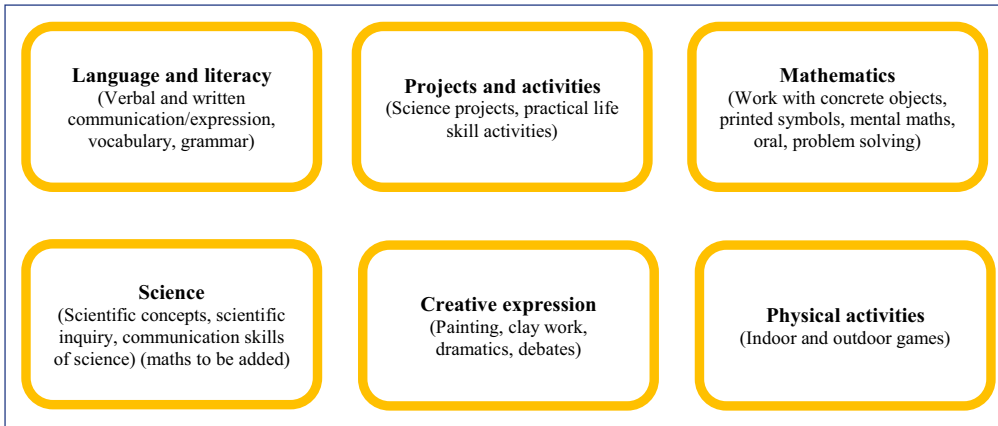 Language and literacy
(Verbal and written
communication/expression,
vocabulary, grammar)
Projects and activities
(Science projects, practical life
skill activities)
Mathematics
(Work with concrete objects,
printed symbols, mental maths,
oral, problem solving)
Science
(Scientific concepts, scientific
inquiry, communication skills
of science) (maths to be added)
Creative expression
(Painting, clay work,
dramatics, debates)
Physical activities
(Indoor and outdoor games)